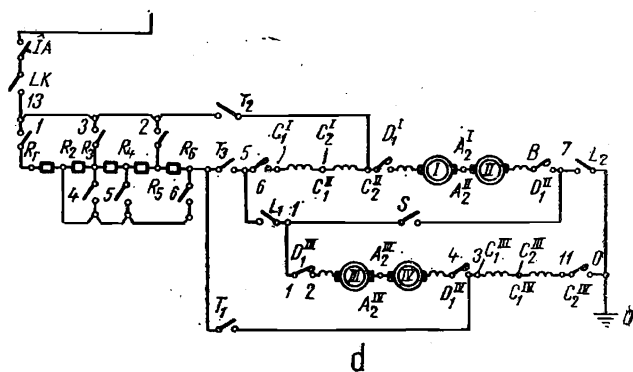 ÎA
LK
13
1 3 2 T₂
R₁ R₂ R₃ R₄ R₅ R₆ T₃ 5 6 C₁ᴵ C₂ᴵ C₁ᴵᴵ C₂ᴵᴵ D₁ᴵ I A₂ᴵ A₂ᴵᴵ II B D₁ᴵᴵ 7 L₂
4 5 6
L₁ 1 S
D₁ᴵᴵᴵ 1 2 III A₂ᴵᴵᴵ A₂ᴵⱽ IV 4 D₁ᴵⱽ 3 C₁ᴵᴵᴵ C₂ᴵᴵᴵ C₁ᴵⱽ 11 C₂ᴵⱽ 0
T₁
d